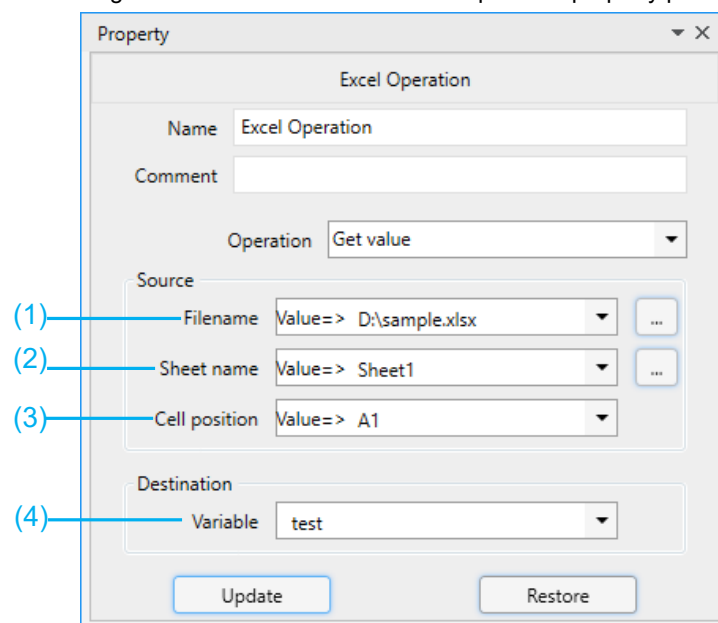 Property
Excel Operation
Name Excel Operation
Comment
Operation Get value
Source
(1) Filename Value=> D:\sample.xlsx ...
(2) Sheet name Value=> Sheet1 ...
(3) Cell position Value=> A1
Destination
(4) Variable test
Update Restore